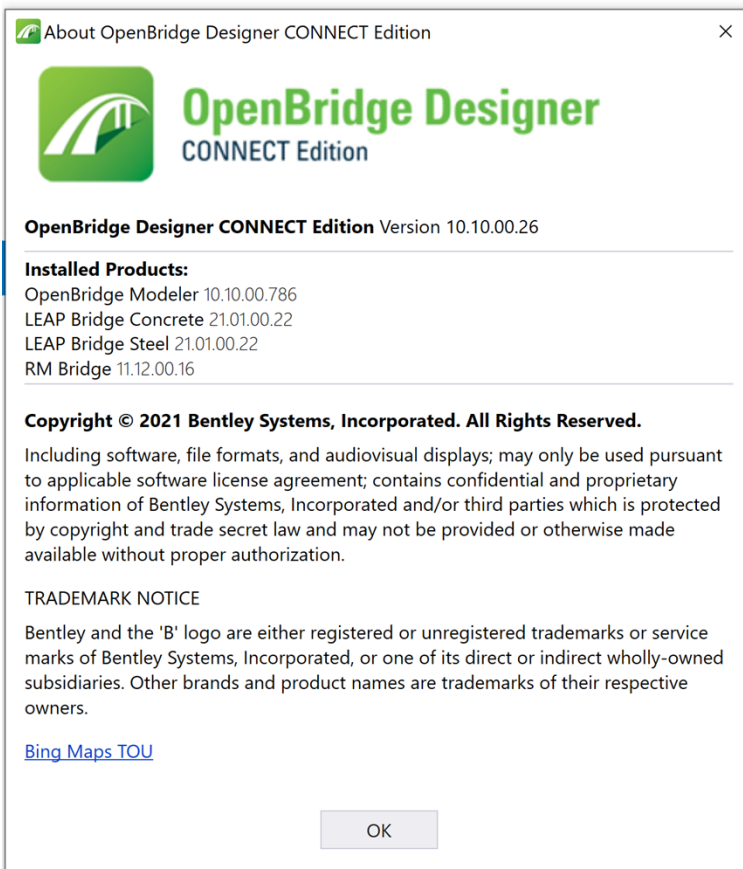 About OpenBridge Designer CONNECT Edition
OpenBridge Designer
CONNECT Edition
OpenBridge Designer CONNECT Edition Version 10.10.00.26
Installed Products:
OpenBridge Modeler 10.10.00.786
LEAP Bridge Concrete 21.01.00.22
LEAP Bridge Steel 21.01.00.22
RM Bridge 11.12.00.16
Copyright © 2021 Bentley Systems, Incorporated. All Rights Reserved.
Including software, file formats, and audiovisual displays; may only be used pursuant
to applicable software license agreement; contains confidential and proprietary
information of Bentley Systems, Incorporated and/or third parties which is protected
by copyright and trade secret law and may not be provided or otherwise made
available without proper authorization.
TRADEMARK NOTICE
Bentley and the 'B' logo are either registered or unregistered trademarks or service
marks of Bentley Systems, Incorporated, or one of its direct or indirect wholly-owned
subsidiaries. Other brands and product names are trademarks of their respective
owners.
Bing Maps TOU
OK